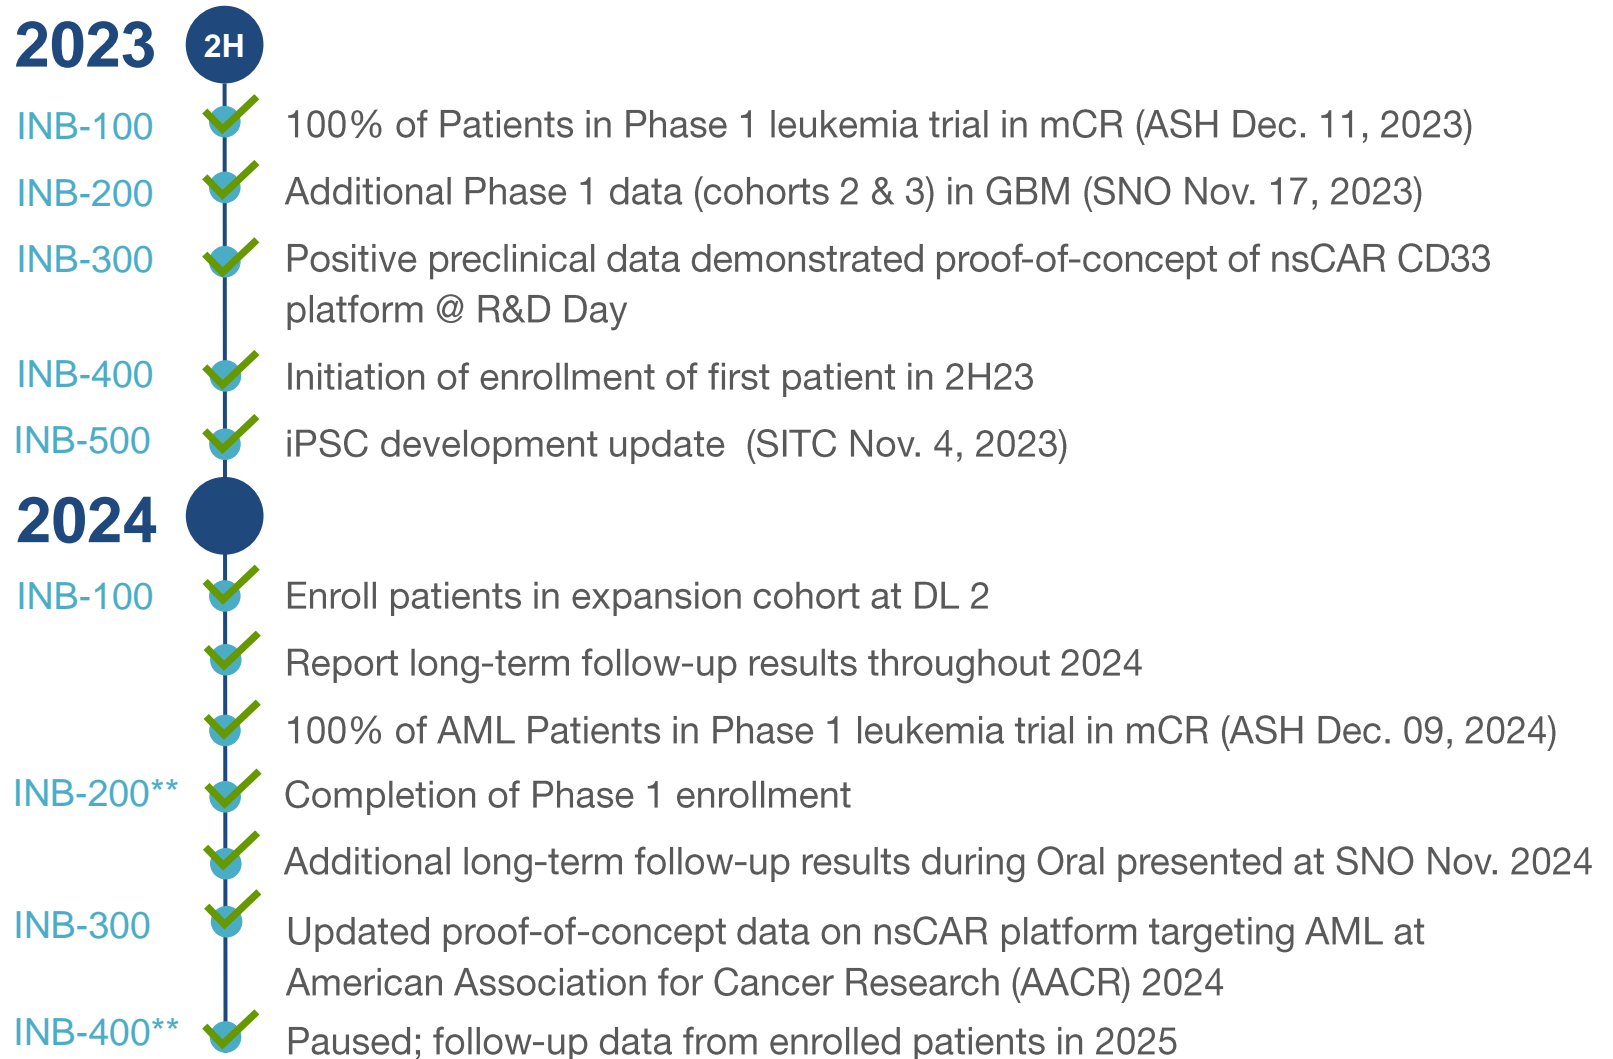 2023 2H
INB-100 100% of Patients in Phase 1 leukemia trial in mCR (ASH Dec. 11, 2023)
INB-200 Additional Phase 1 data (cohorts 2 & 3) in GBM (SNO Nov. 17, 2023)
INB-300 Positive preclinical data demonstrated proof-of-concept of nsCAR CD33
platform @ R&D Day
INB-400 Initiation of enrollment of first patient in 2H23
INB-500 iPSC development update (SITC Nov. 4, 2023)
2024
INB-100 Enroll patients in expansion cohort at DL 2
Report long-term follow-up results throughout 2024
100% of AML Patients in Phase 1 leukemia trial in mCR (ASH Dec. 09, 2024)
INB-200** Completion of Phase 1 enrollment
Additional long-term follow-up results during Oral presented at SNO Nov. 2024
INB-300 Updated proof-of-concept data on nsCAR platform targeting AML at
American Association for Cancer Research (AACR) 2024
INB-400** Paused; follow-up data from enrolled patients in 2025